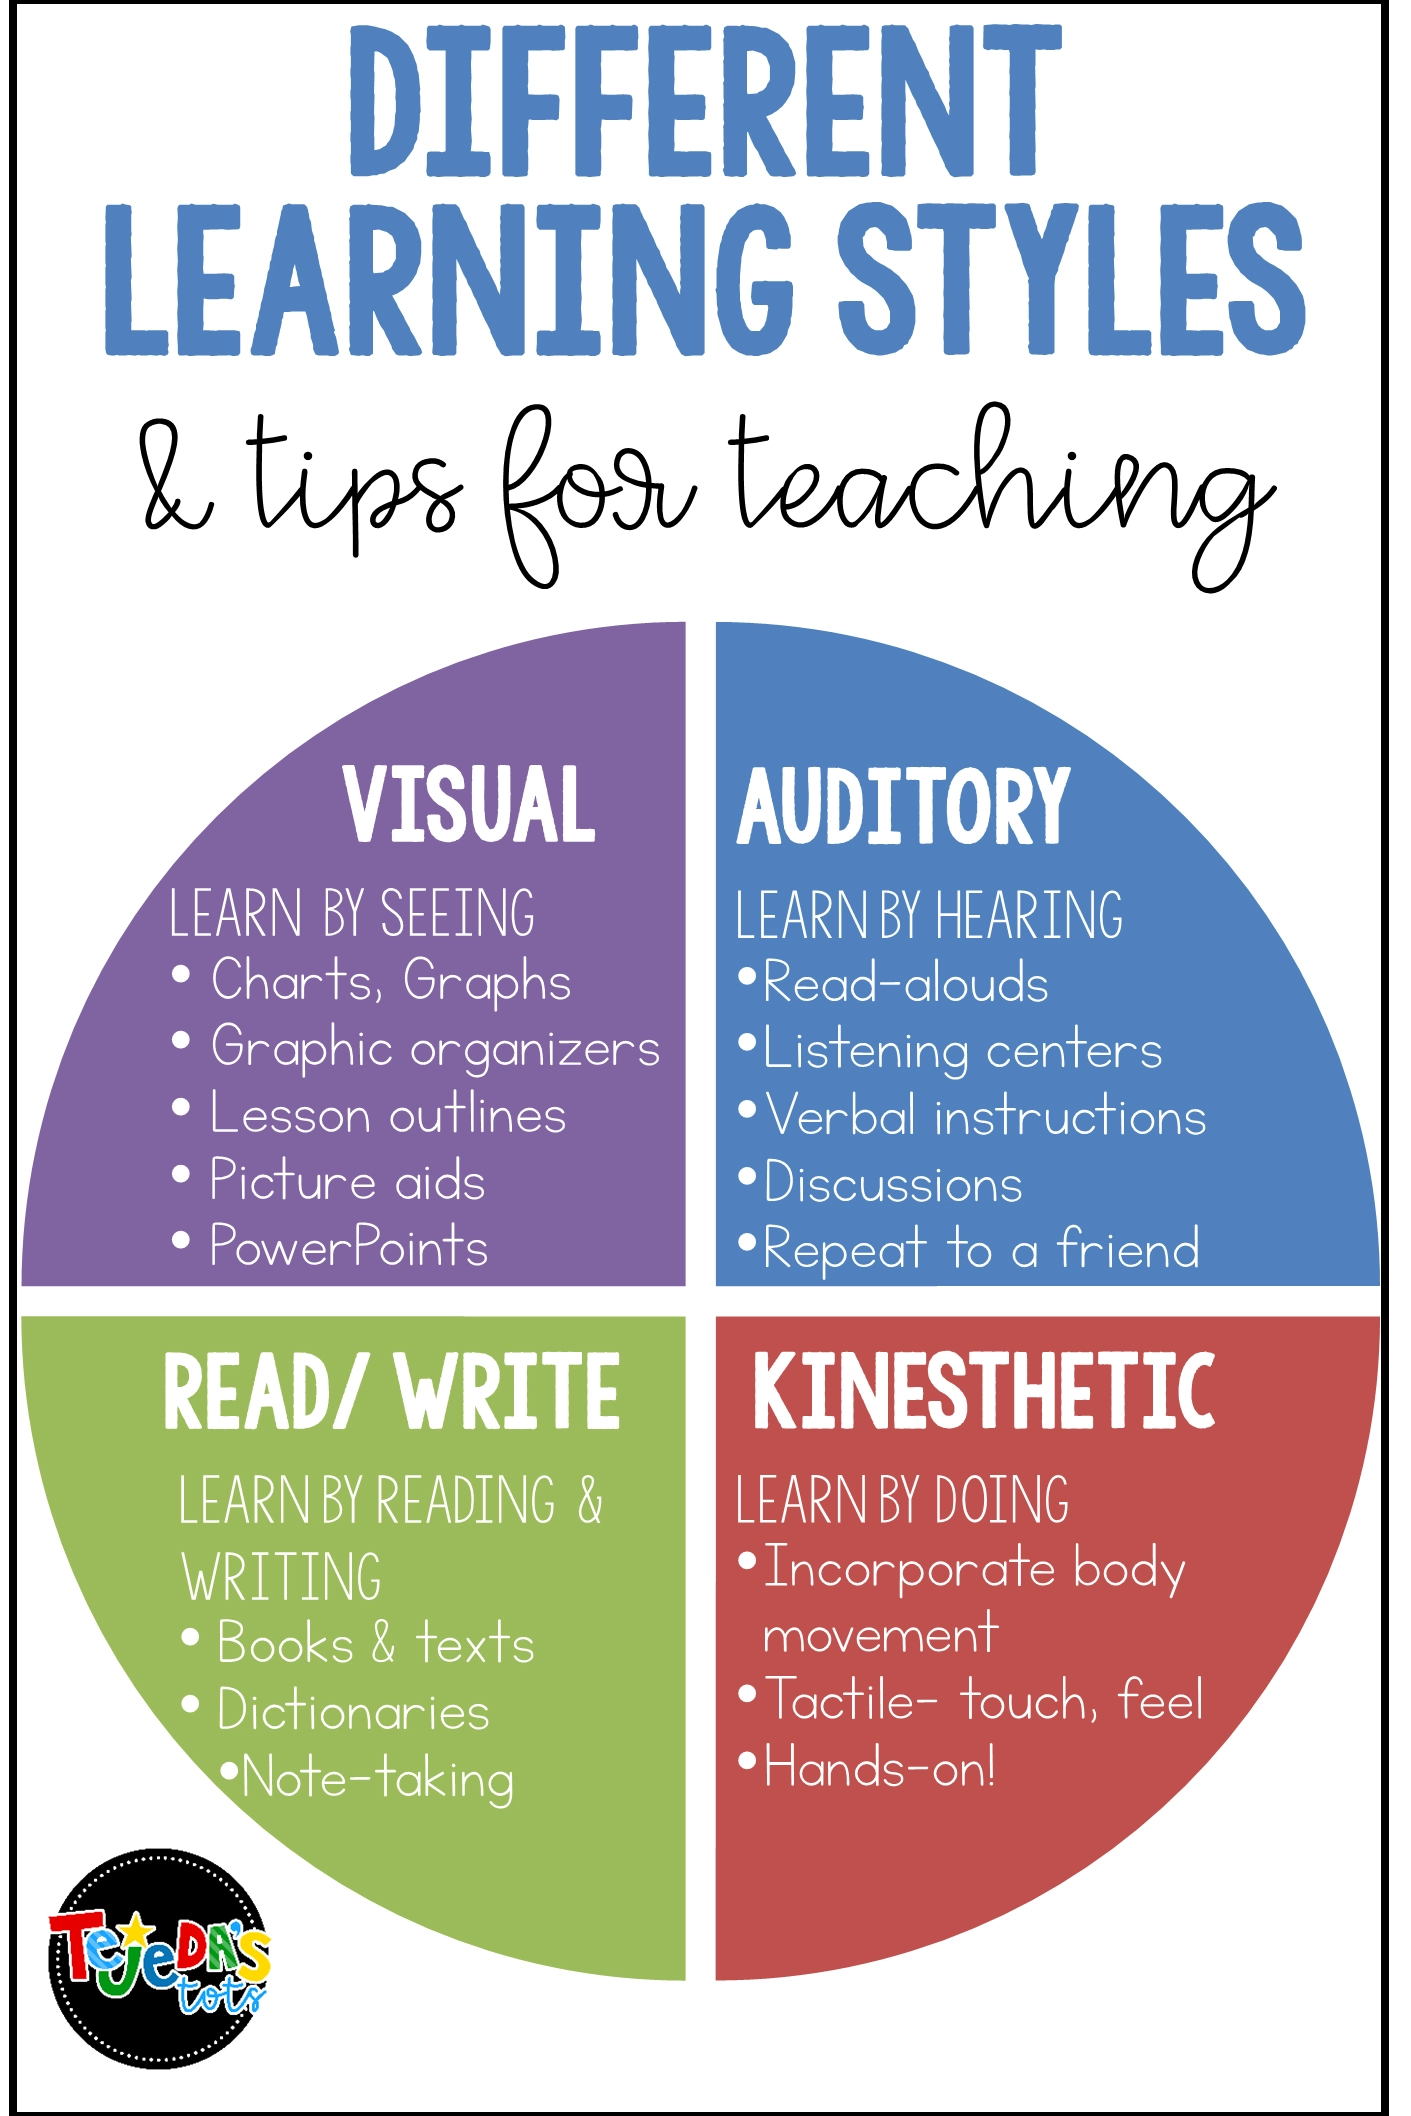 DIFFERENT
LEARNING STYLES
& tips for teaching
VISUAL
LEARN BY SEEING
• Charts, Graphs
• Graphic organizers
• Lesson outlines
• Picture aids
• PowerPoints
AUDITORY
LEARN BY HEARING
• Read-alouds
• Listening centers
• Verbal instructions
• Discussions
• Repeat to a friend
READ/ WRITE
LEARN BY READING &
WRITING
• Books & texts
• Dictionaries
• Note-taking
KINESTHETIC
LEARN BY DOING
• Incorporate body
movement
• Tactile- touch, feel
• Hands-on!
TEJEDA'S
tots